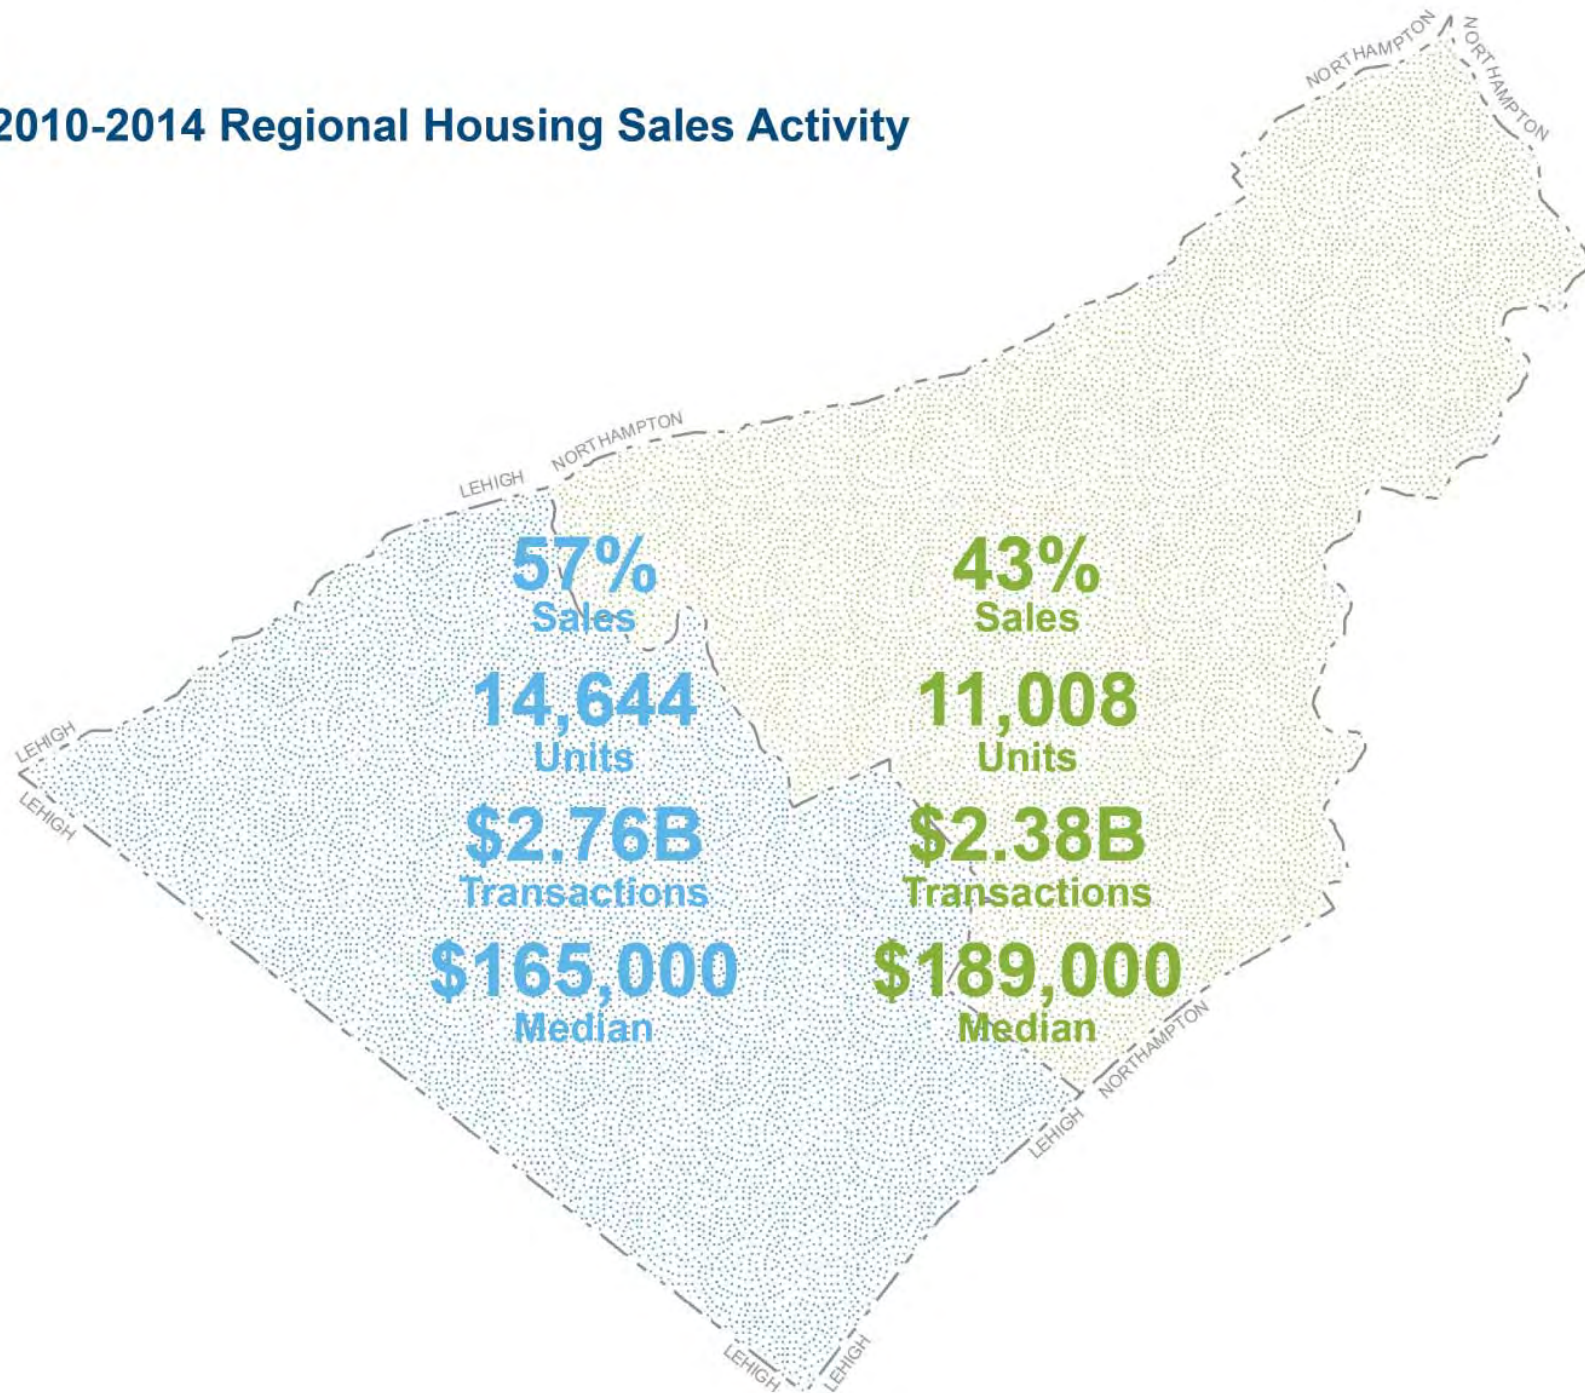 2010-2014 Regional Housing Sales Activity
NORTHAMPTON
NORTHAMPTON
NORTHAMPTON
LEHIGH
57%
Sales
14,644
Units
$2.76B
Transactions
$165,000
Median
43%
Sales
11,008
Units
$2.38B
Transactions
$189,000
Median
LEHIGH
LEHIGH
NORTHAMPTON
LEHIGH
LEHIGH
LEHIGH